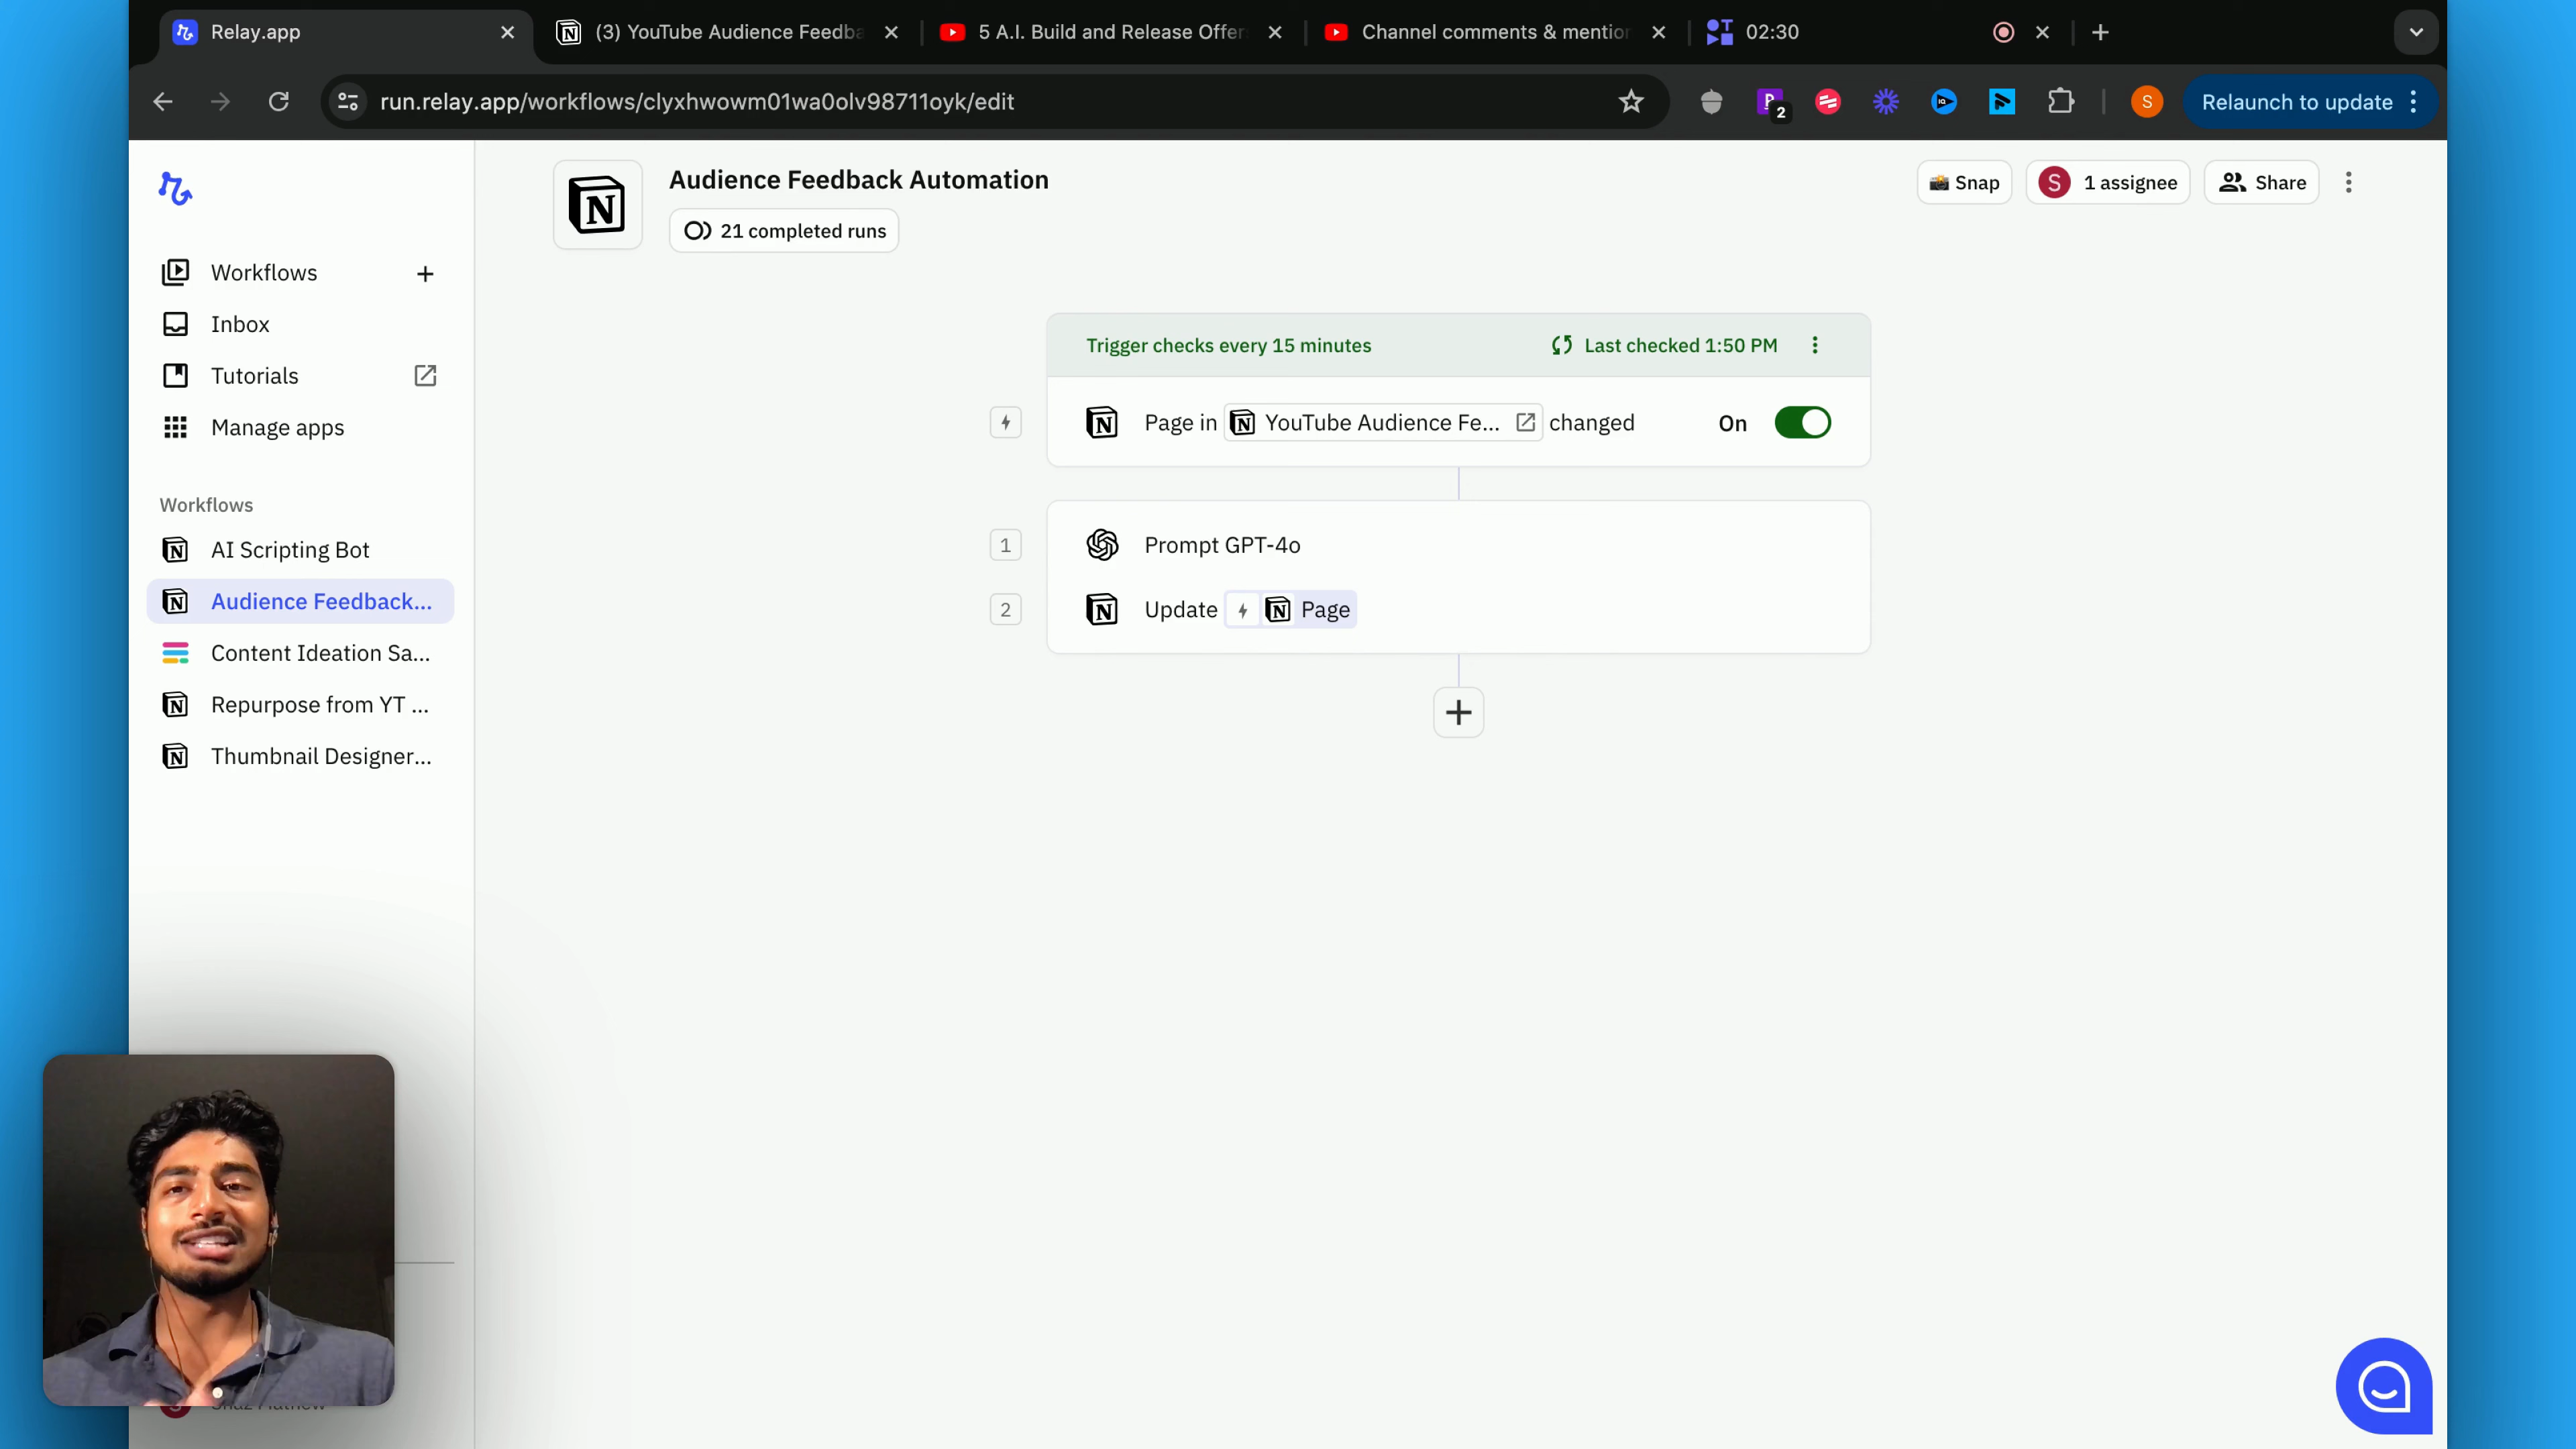 Relay.app
(3) YouTube Audience Feedba
5 A.I. Build and Release Offer
Channel comments & mention
02:30
run.relay.app/workflows/clyxhwowm01wa0olv98711oyk/edit
2
S
Relaunch to update
Audience Feedback Automation
21 completed runs
Snap
S
1 assignee
Share
Workflows
Inbox
Tutorials
Manage apps
Workflows
AI Scripting Bot
Audience Feedback...
Content Ideation Sa...
Repurpose from YT ...
Thumbnail Designer...
Trigger checks every 15 minutes
Last checked 1:50 PM
Page in YouTube Audience Fe... changed
On
1
Prompt GPT-4o
2
Update Page